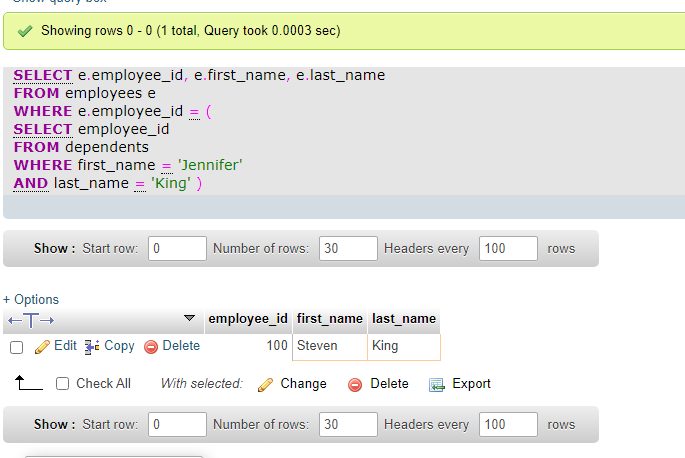 Show query box
Showing rows 0 - 0 (1 total, Query took 0.0003 sec)
SELECT e.employee_id, e.first_name, e.last_name
FROM employees e
WHERE e.employee_id = (
SELECT employee_id
FROM dependents
WHERE first_name = 'Jennifer'
AND last_name = 'King' )
Show : Start row: 0 Number of rows: 30 Headers every 100 rows
+ Options
←T→ employee_id first_name last_name
Edit Copy Delete 100 Steven King
Check All With selected: Change Delete Export
Show : Start row: 0 Number of rows: 30 Headers every 100 rows